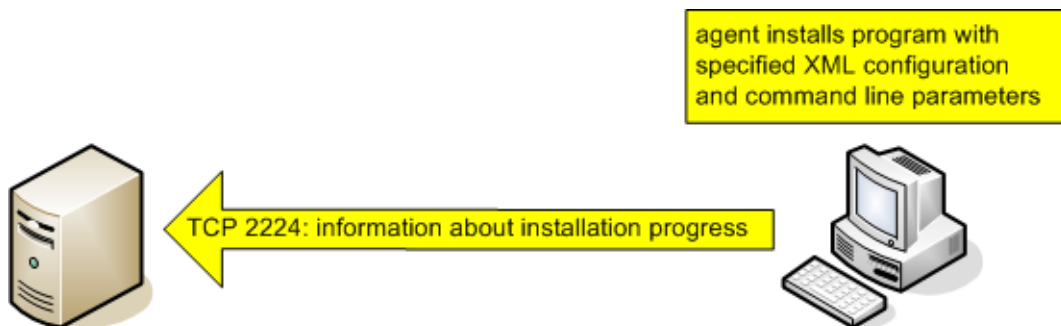 agent installs program with
specified XML configuration
and command line parameters
TCP 2224: information about installation progress